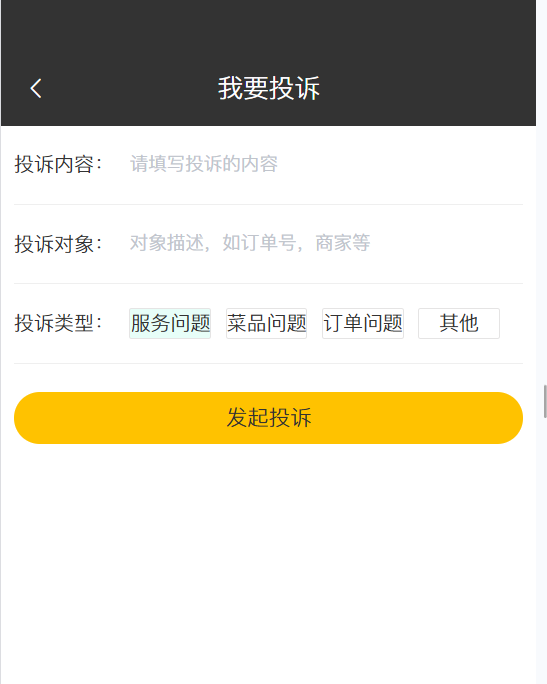 我要投诉
投诉内容： 请填写投诉的内容
投诉对象： 对象描述，如订单号，商家等
投诉类型： 服务问题 菜品问题 订单问题 其他
发起投诉